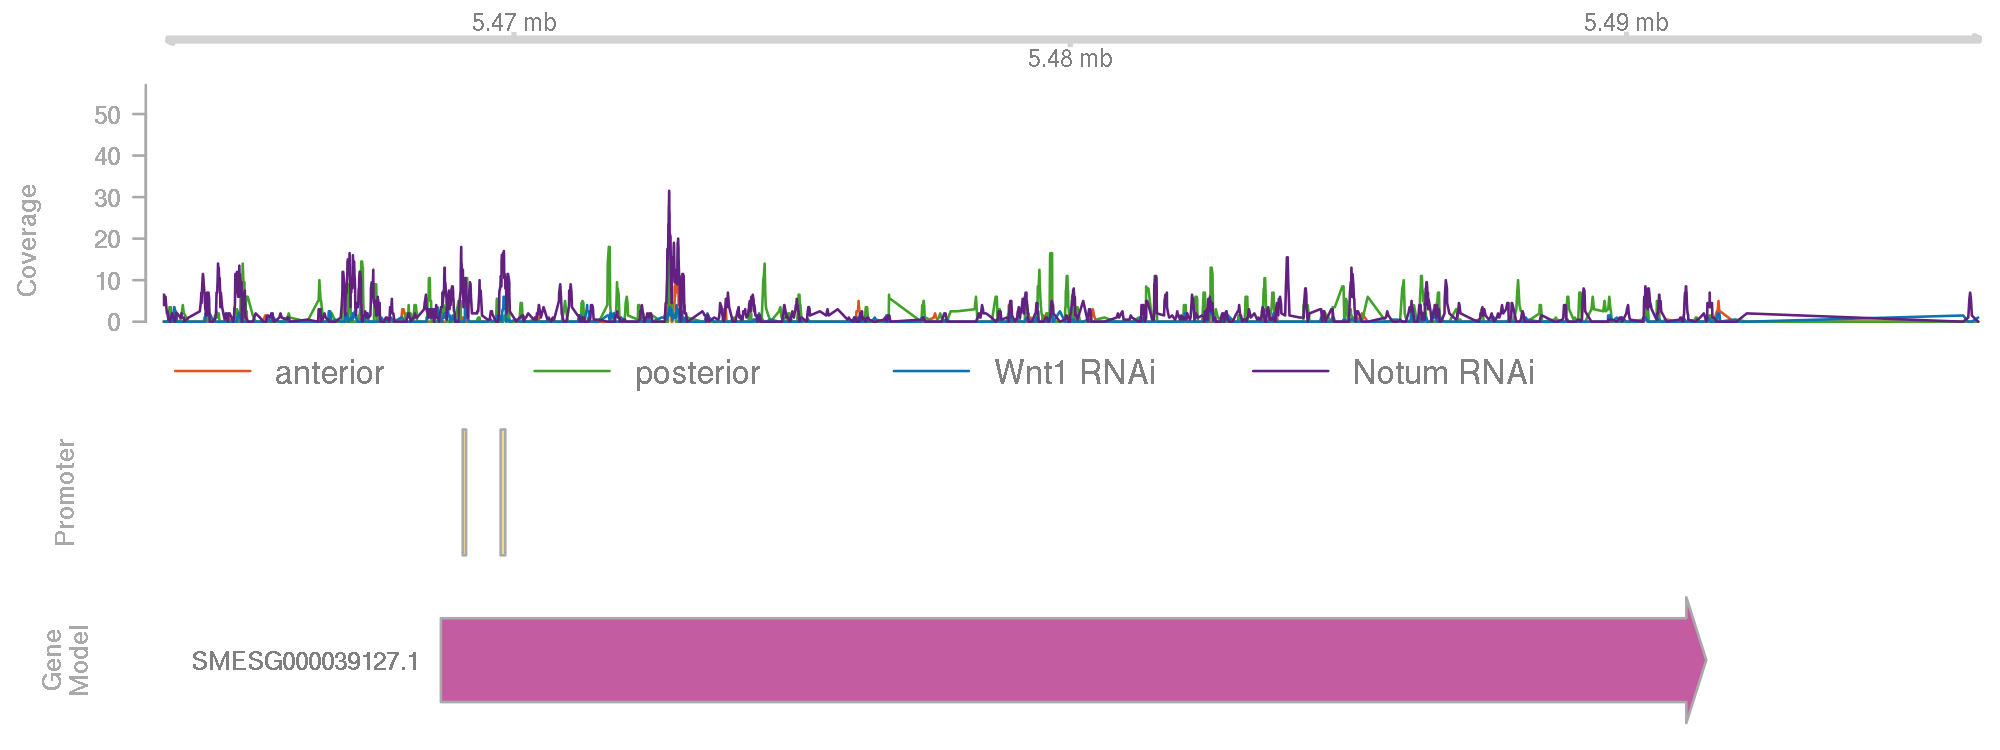 5.47 mb
5.49 mb
5.48 mb
Coverage
50
40
30
20
10
0
anterior
posterior
Wnt1 RNAi
Notum RNAi
Promoter
Gene
Model
SMESG000039127.1